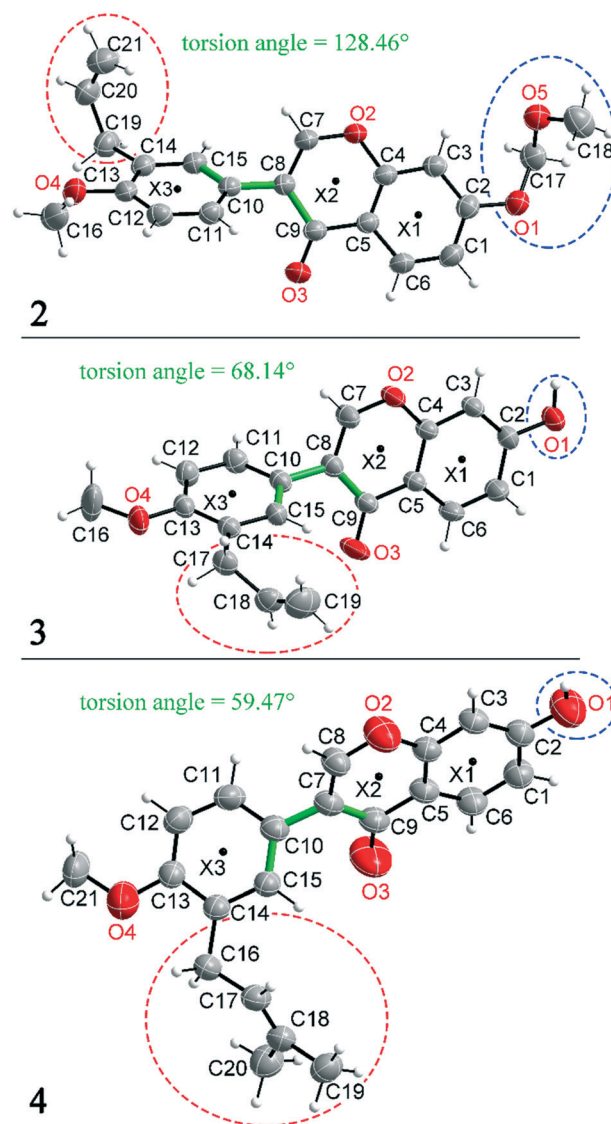 torsion angle = 128.46°
C21
C20
C19
C14
C13
O4
C16
C12
X3
C11
C15
C10
C8
C7
O2
X2
C9
O3
C4
C5
C3
C2
X1
C1
C6
O5
C18
C17
O1
2
torsion angle = 68.14°
O2
C3
C7
C4
C2
O1
C12
C11
C8
X2
C10
X1
C1
C16
O4
X3
C5
C13
C15
C9
C6
C14
O3
C17
C18
C19
3
torsion angle = 59.47°
O2
C3
O1
C8
C4
C2
C11
X2
X1
C7
C1
C12
C10
C9
C5
C6
X3
C21
C13
C15
O3
O4
C14
C16
C17
C18
C20
C19
4